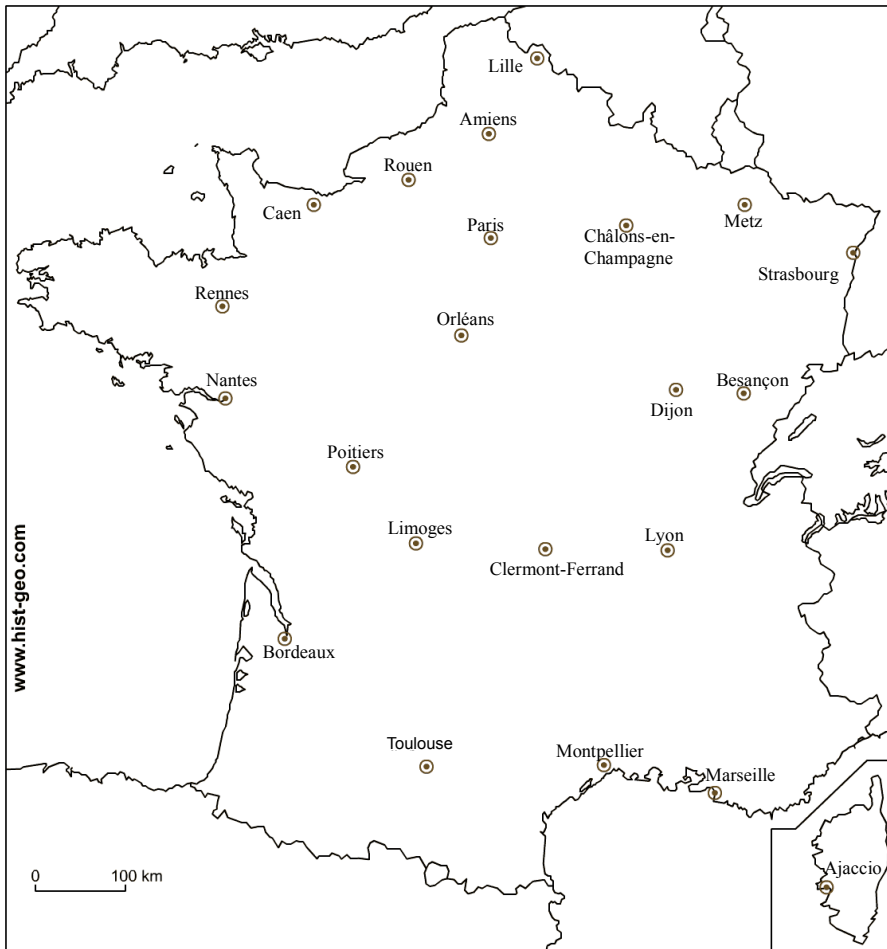 Lille
Amiens
Rouen
Caen
Paris
Châlons-en-
Champagne
Metz
Strasbourg
Rennes
Orléans
Nantes
Dijon
Besançon
Poitiers
Limoges
Clermont-Ferrand
Lyon
www.hist-geo.com
Bordeaux
Toulouse
Montpellier
Marseille
Ajaccio
0 100 km